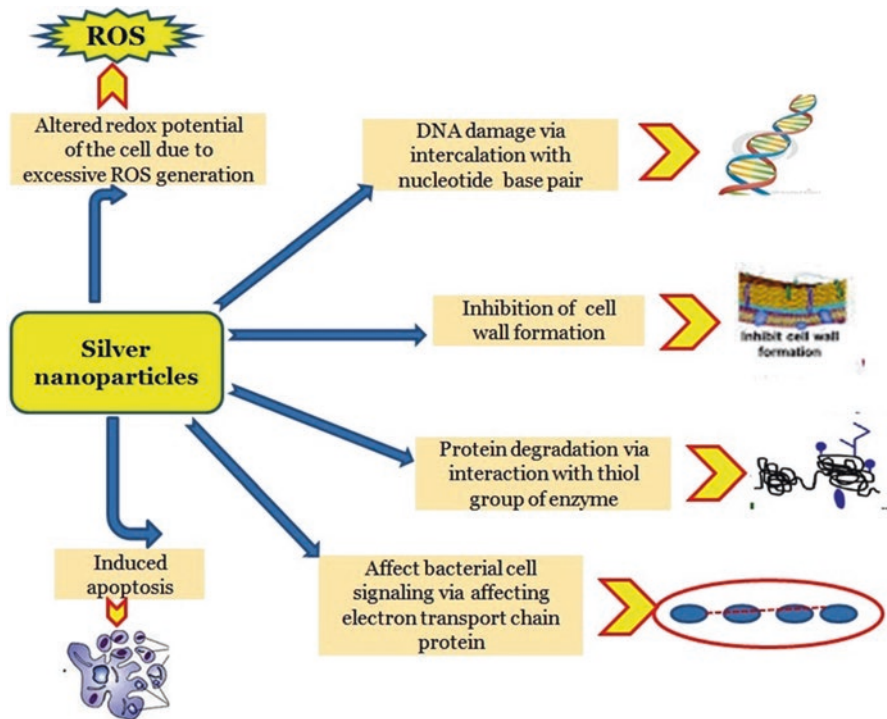 ROS
Altered redox potential
of the cell due to
excessive ROS generation
DNA damage via
intercalation with
nucleotide base pair
Inhibition of cell
wall formation
Inhibit cell wall
formation
Silver
nanoparticles
Protein degradation via
interaction with thiol
group of enzyme
Induced
apoptosis
Affect bacterial cell
signaling via affecting
electron transport chain
protein